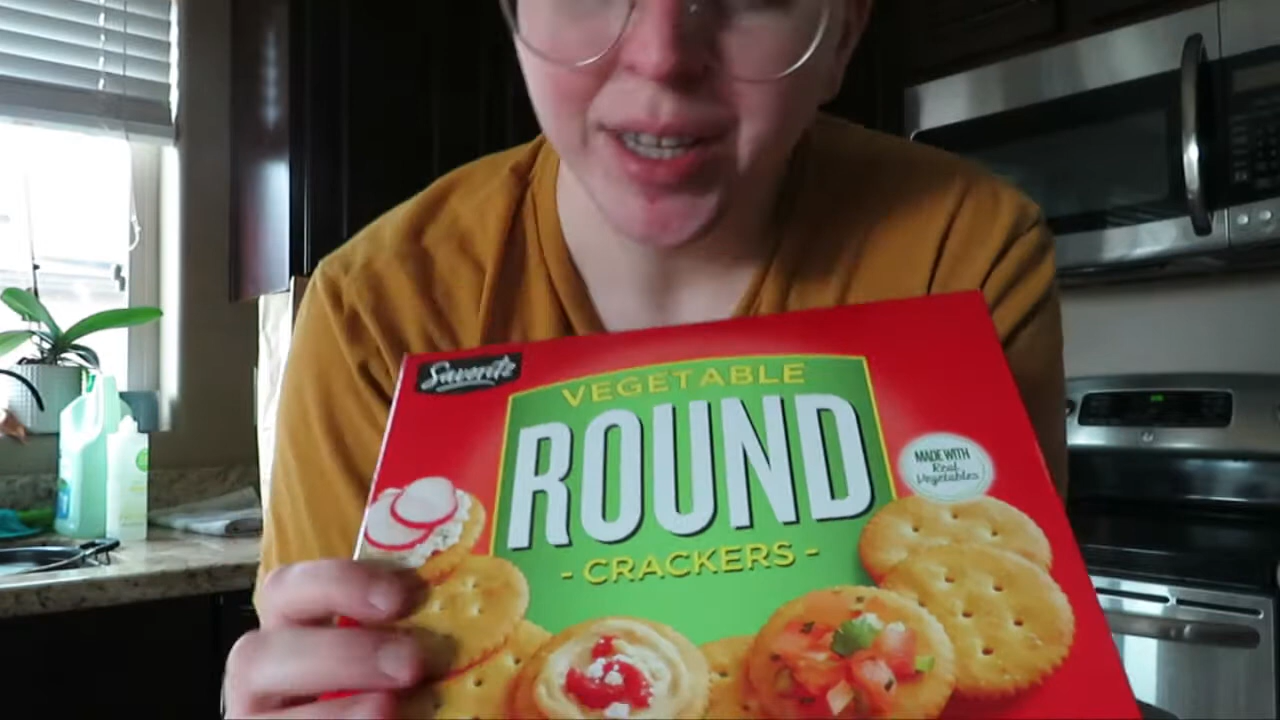 Savoritz
VEGETABLE
ROUND
- CRACKERS -
MADE WITH
Real
Vegetables